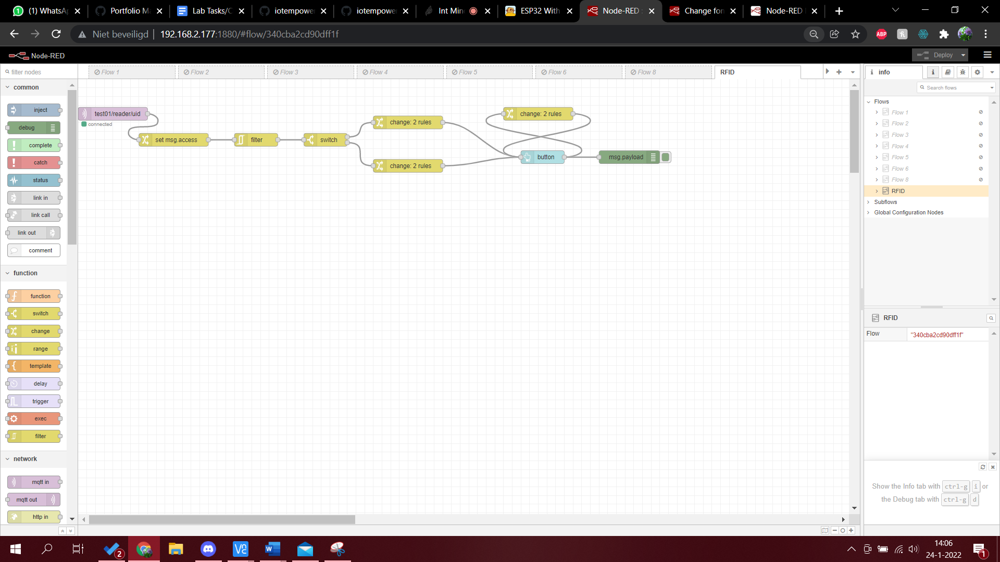 (1) WhatsAp
Portfolio Ma
Lab Tasks/C
iotempowe
iotempowe
Int Min
ESP32 With
Node-RED :
Change for
Node-RED
Niet beveiligd
192.168.2.177:1880/#flow/340cba2cd90dff1f
ABP
Node-RED
Deploy
filter nodes
Flow 1
Flow 2
Flow 3
Flow 4
Flow 5
Flow 6
Flow 8
RFID
info
Search flows
common
inject
debug
complete
catch
status
link in
link call
link out
comment
function
function
switch
change
range
template
delay
trigger
exec
filter
network
mqtt in
mqtt out
http in
test01/reader/uid
connected
set msg.access
filter
switch
change: 2 rules
change: 2 rules
change: 2 rules
button
msg.payload
Flows
Flow 1
Flow 2
Flow 3
Flow 4
Flow 5
Flow 6
Flow 8
RFID
Subflows
Global Configuration Nodes
RFID
Flow
"340cba2cd90dff1f"
Show the Info tab with ctrl-g i or
the Debug tab with ctrl-g d
2
14:06
24-1-2022
1